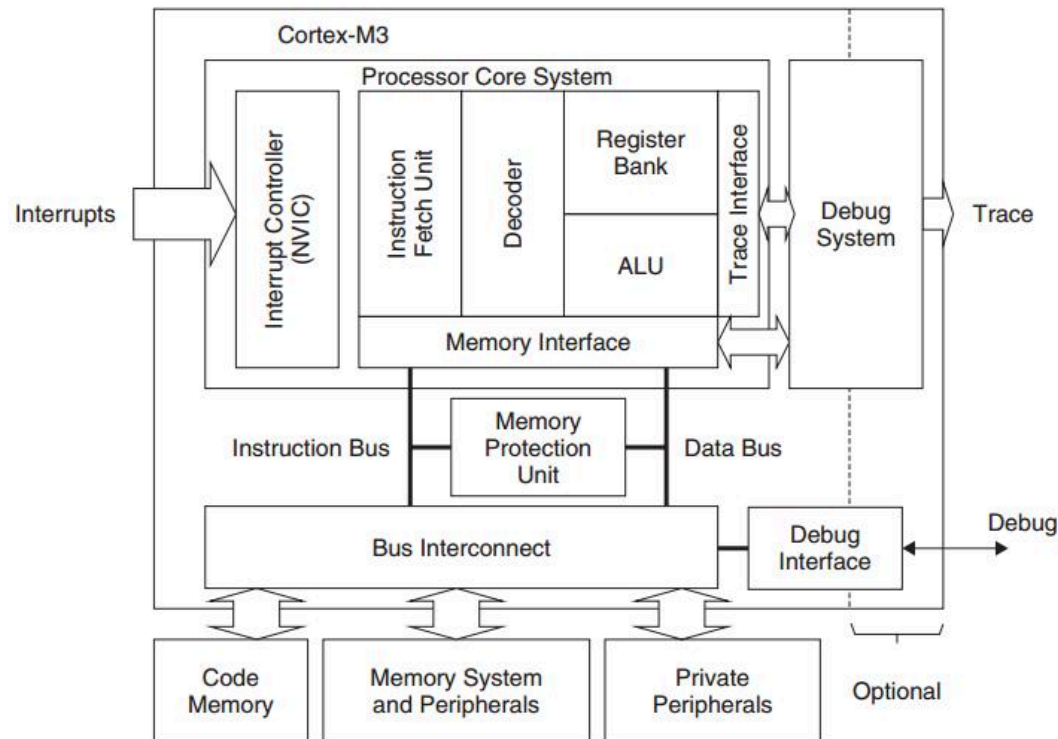 Cortex-M3
Processor Core System
Interrupts
Interrupt Controller
(NVIC)
Instruction
Fetch Unit
Decoder
Register
Bank
ALU
Trace Interface
Memory Interface
Debug
System
Trace
Instruction Bus
Memory
Protection
Unit
Data Bus
Bus Interconnect
Debug
Interface
Debug
Code
Memory
Memory System
and Peripherals
Private
Peripherals
Optional